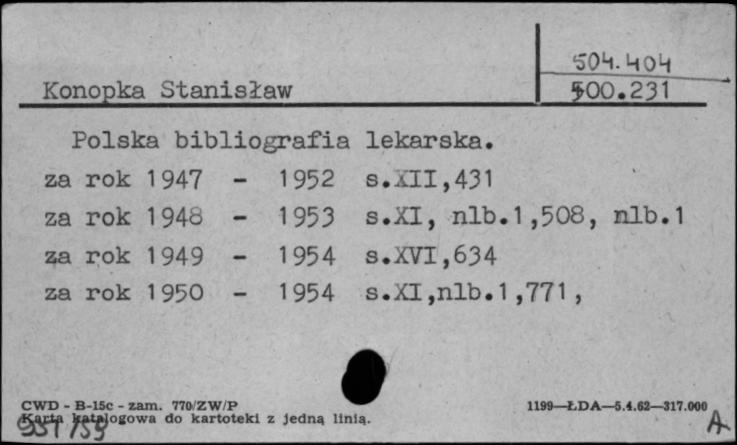 504.404
Konopka Stanisław 500.231
Polska bibliografia lekarska.
za rok 1947 - 1952 s.XII,431
za rok 1948 - 1953 s.XI, nlb.1,508, nlb.1
za rok 1949 - 1954 s.XVI,634
za rok 1950 - 1954 s.XI,nlb.1,771,
CWD - B-15c - zam. 770/ZW/P 1199—ŁDA—5.4.62—317.000
Karta katalogowa do kartoteki z jedną linią.
551/55 A